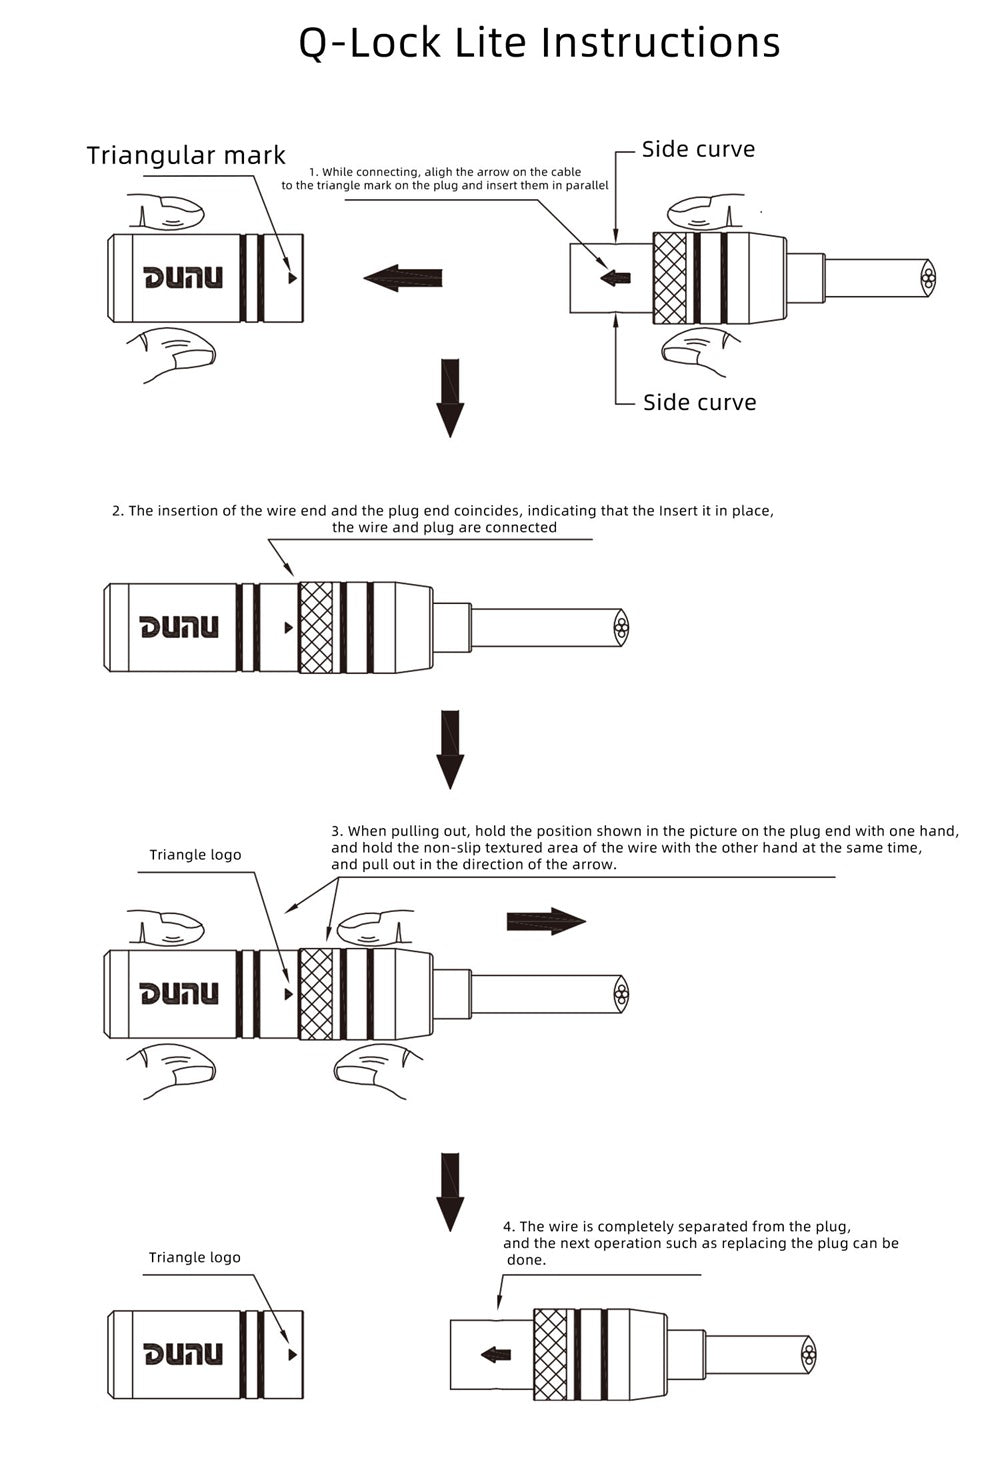 Q-Lock Lite Instructions
Triangular mark
Side curve
1. While connecting, aligh the arrow on the cable
to the triangle mark on the plug and insert them in parallel
DUNU
Side curve
2. The insertion of the wire end and the plug end coincides, indicating that the Insert it in place,
the wire and plug are connected
DUNU
3. When pulling out, hold the position shown in the picture on the plug end with one hand,
and hold the non-slip textured area of the wire with the other hand at the same time,
and pull out in the direction of the arrow.
Triangle logo
DUNU
4. The wire is completely separated from the plug,
and the next operation such as replacing the plug can be
done.
Triangle logo
DUNU